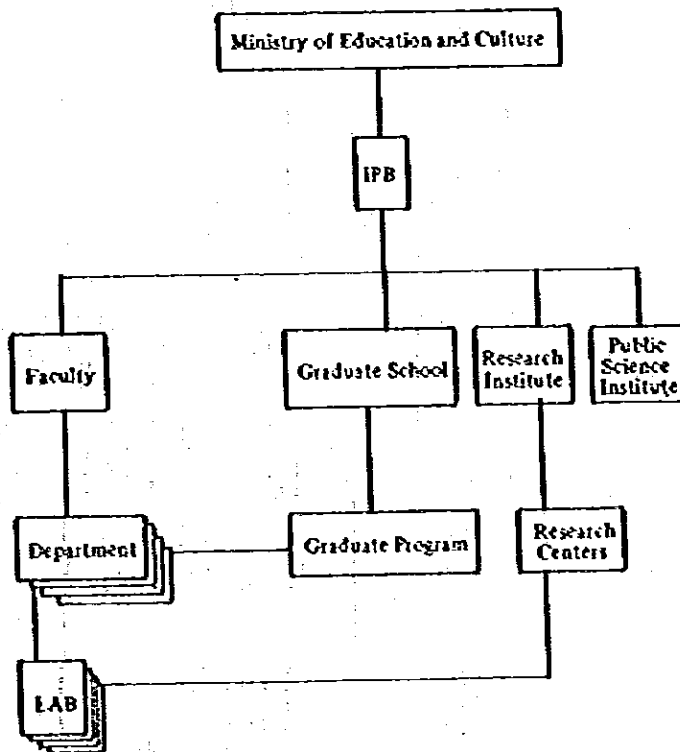 Ministry of Education and Culture
IPB
Faculty
Graduate School
Research
Institute
Public
Science
Institute
Department
Graduate Program
Research
Centers
LAB